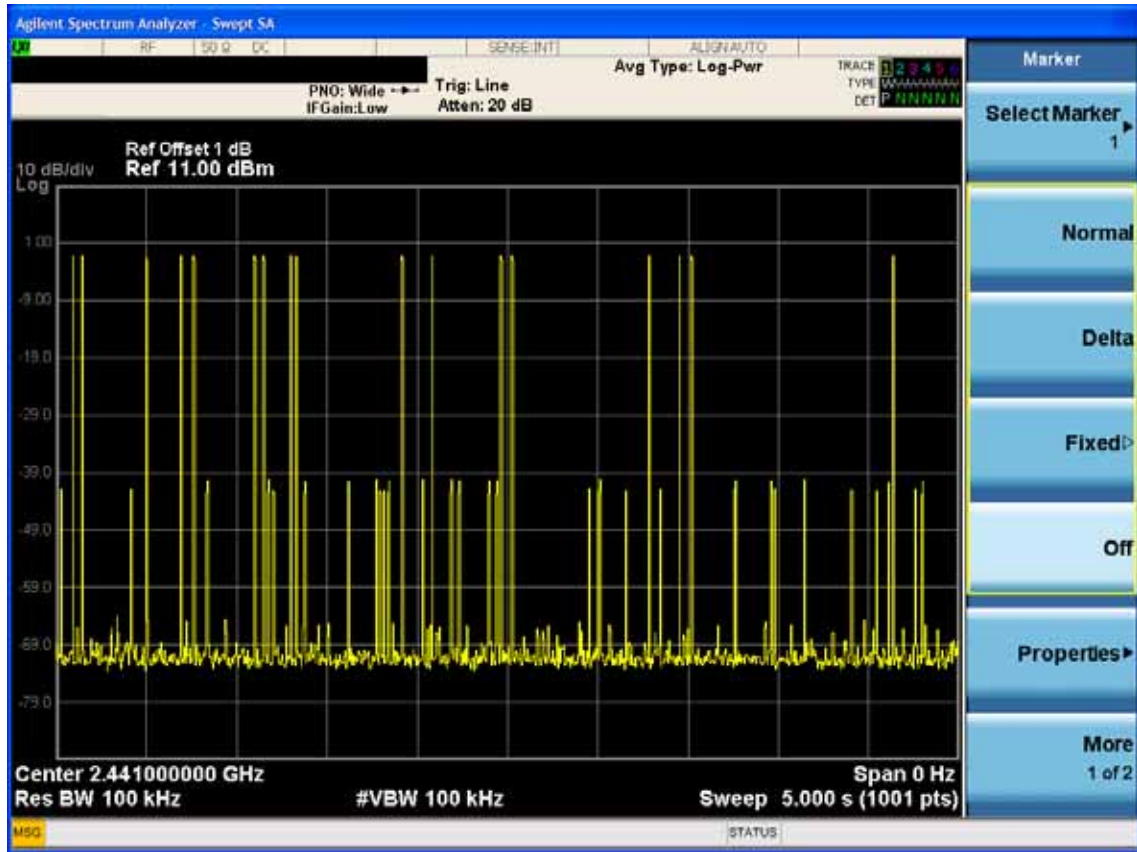 Agilent Spectrum Analyzer - Swept SA
LXI RF 50 Ω DC SENSE:INT ALIGN AUTO
Avg Type: Log-Pwr
TRACE 1 2 3 4 5 6
TYPE
DET P N N N N N
PNO: Wide
IFGain:Low
Trig: Line
Atten: 20 dB
Ref Offset 1 dB
10 dB/div Ref 11.00 dBm
Log
1.00
-9.00
-19.0
-29.0
-39.0
-49.0
-59.0
-69.0
-79.0
Center 2.441000000 GHz
Span 0 Hz
Res BW 100 kHz
#VBW 100 kHz
Sweep 5.000 s (1001 pts)
MSG
STATUS
Marker
Select Marker
1
Normal
Delta
Fixed
Off
Properties
More
1 of 2